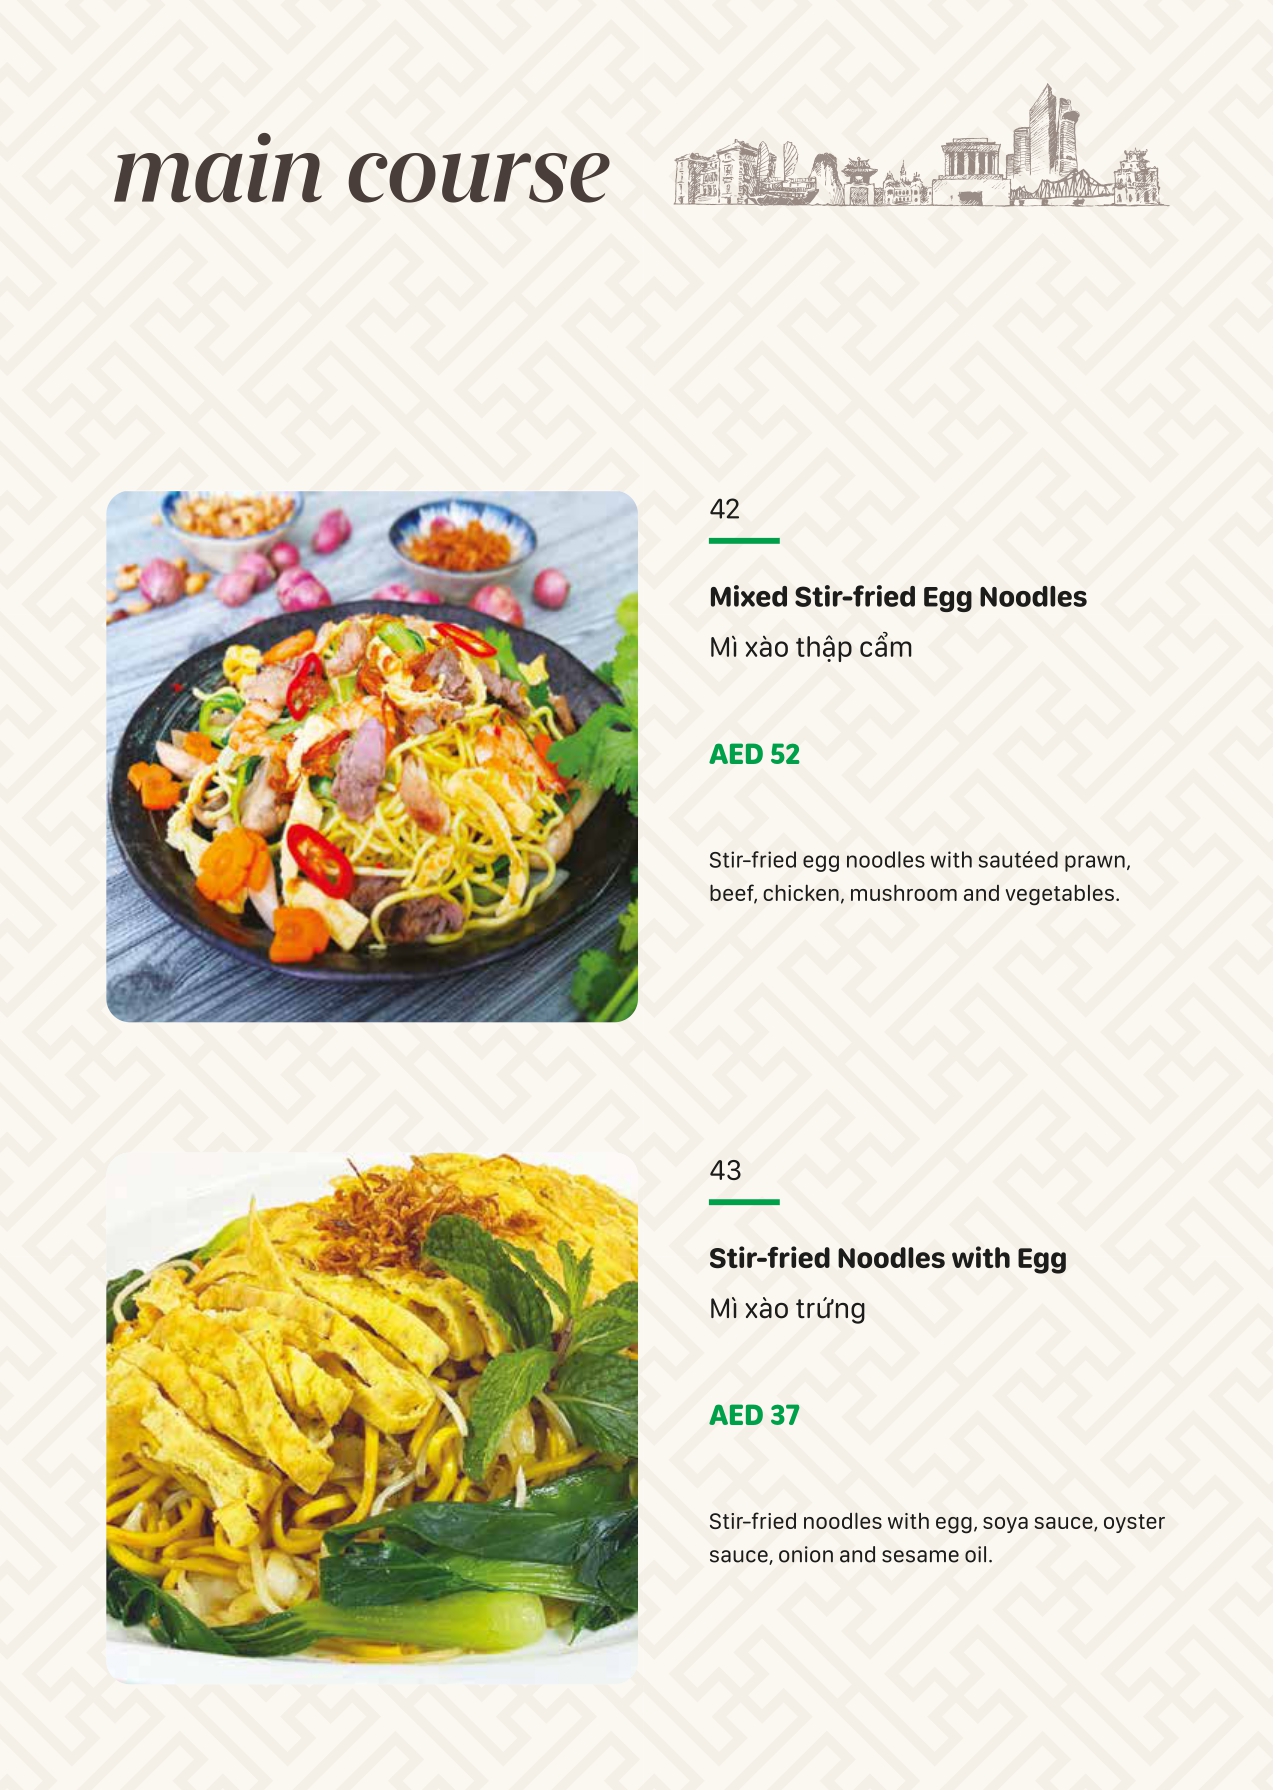 main course
42
Mixed Stir-fried Egg Noodles
Mì xào thập cẩm
AED 52
Stir-fried egg noodles with sautéed prawn,
beef, chicken, mushroom and vegetables.
43
Stir-fried Noodles with Egg
Mì xào trứng
AED 37
Stir-fried noodles with egg, soya sauce, oyster
sauce, onion and sesame oil.